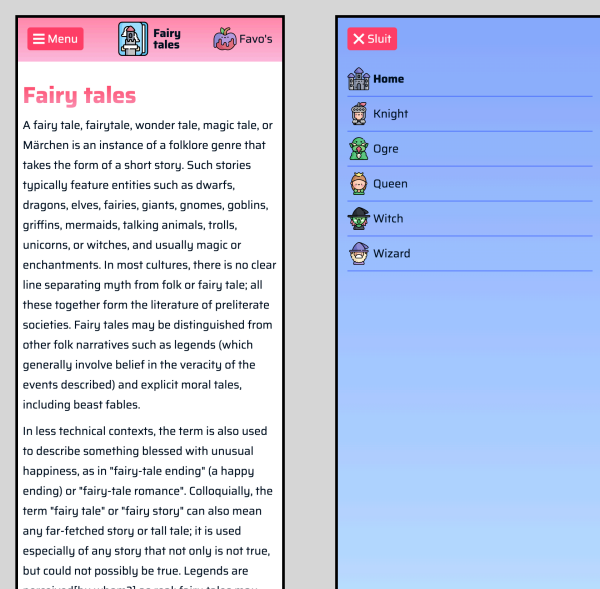 Menu
Fairy
tales
Favo's
Fairy tales
A fairy tale, fairytale, wonder tale, magic tale, or
Märchen is an instance of a folklore genre that
takes the form of a short story. Such stories
typically feature entities such as dwarfs,
dragons, elves, fairies, giants, gnomes, goblins,
griffins, mermaids, talking animals, trolls,
unicorns, or witches, and usually magic or
enchantments. In most cultures, there is no clear
line separating myth from folk or fairy tale; all
these together form the literature of preliterate
societies. Fairy tales may be distinguished from
other folk narratives such as legends (which
generally involve belief in the veracity of the
events described) and explicit moral tales,
including beast fables.
In less technical contexts, the term is also used
to describe something blessed with unusual
happiness, as in "fairy-tale ending" (a happy
ending) or "fairy-tale romance". Colloquially, the
term "fairy tale" or "fairy story" can also mean
any far-fetched story or tall tale; it is used
especially of any story that not only is not true,
but could not possibly be true. Legends are
perceived[by whom?] as real; fairy tales may
Sluit
Home
Knight
Ogre
Queen
Witch
Wizard